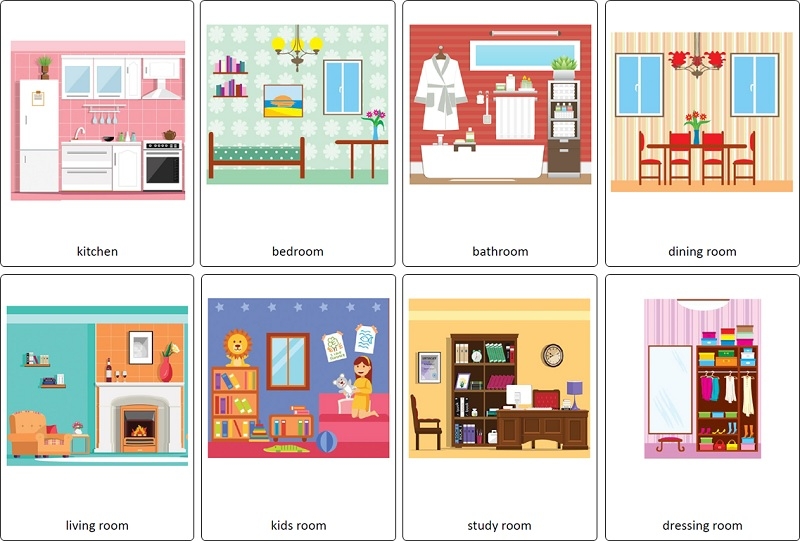 kitchen
bedroom
bathroom
dining room
living room
kids room
study room
dressing room